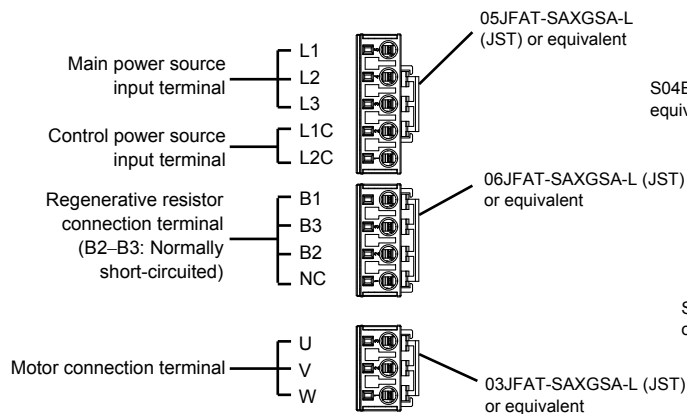 Main power source
input terminal
L1
L2
L3
05JFAT-SAXGSA-L
(JST) or equivalent
Control power source
input terminal
L1C
L2C
S04B
equiv
Regenerative resistor
connection terminal
(B2–B3: Normally
short-circuited)
B1
B3
B2
NC
06JFAT-SAXGSA-L (JST)
or equivalent
Motor connection terminal
U
V
W
03JFAT-SAXGSA-L (JST)
or equivalent